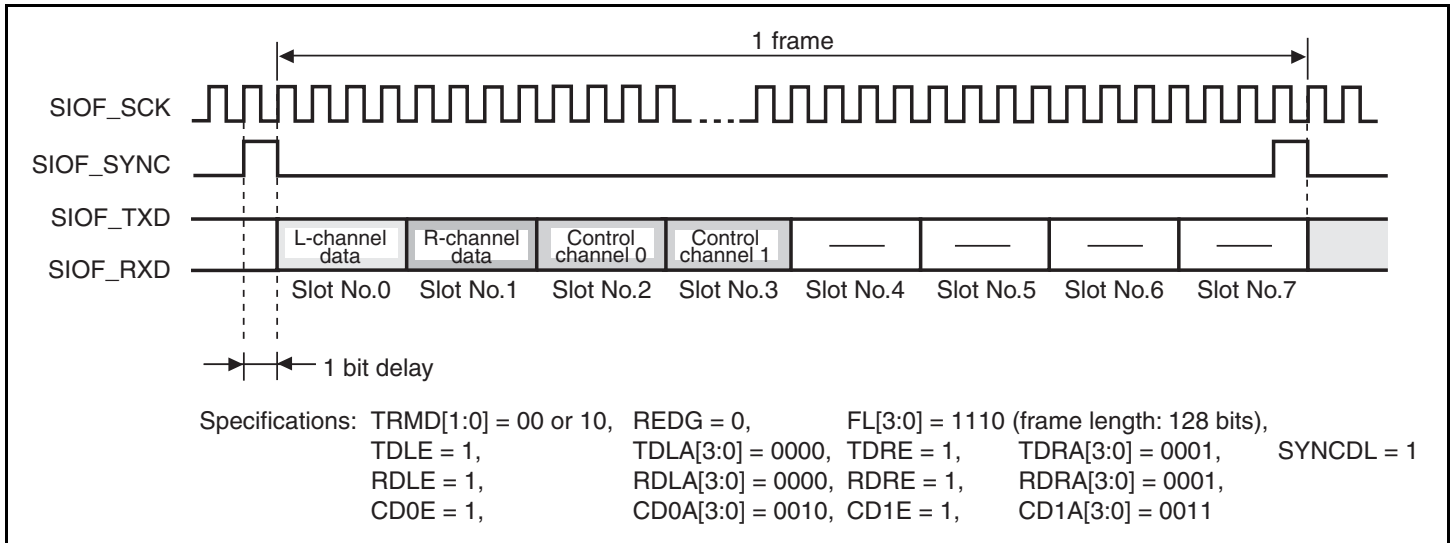 1 frame
SIOF_SCK
SIOF_SYNC
SIOF_TXD
SIOF_RXD
L-channel data
R-channel data
Control channel 0
Control channel 1
Slot No.0 Slot No.1 Slot No.2 Slot No.3 Slot No.4 Slot No.5 Slot No.6 Slot No.7
1 bit delay
Specifications: TRMD[1:0] = 00 or 10, REDG = 0, FL[3:0] = 1110 (frame length: 128 bits),
TDLE = 1, TDLA[3:0] = 0000, TDRE = 1, TDRA[3:0] = 0001, SYNCDL = 1
RDLE = 1, RDLA[3:0] = 0000, RDRE = 1, RDRA[3:0] = 0001,
CD0E = 1, CD0A[3:0] = 0010, CD1E = 1, CD1A[3:0] = 0011